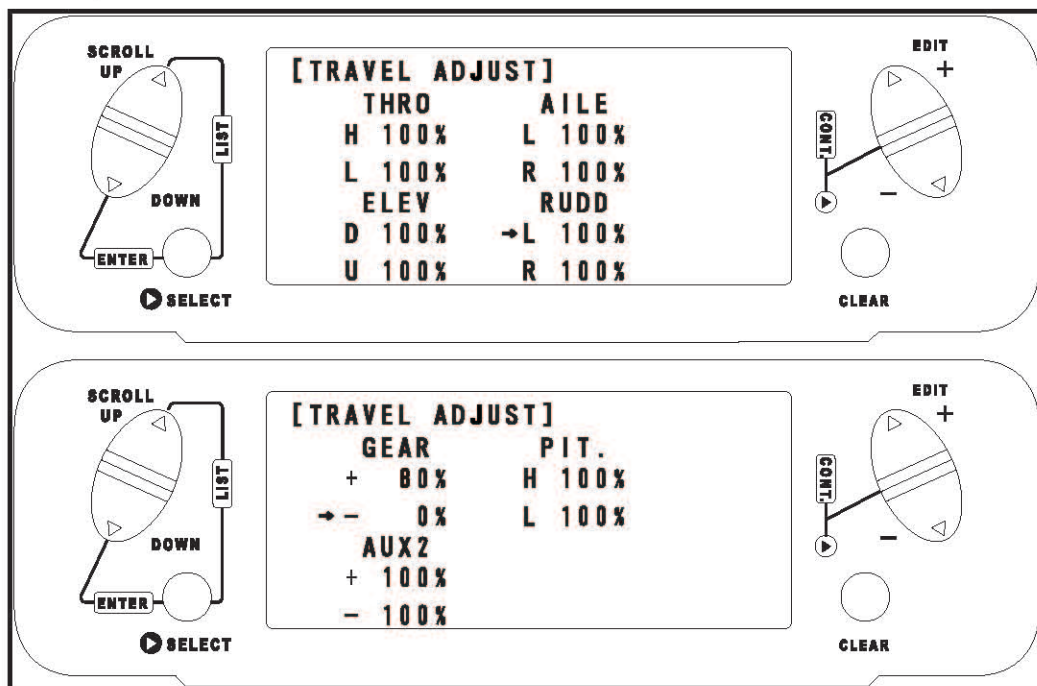 SCROLL
UP
LIST
DOWN
ENTER
SELECT
[TRAVEL ADJUST]
THRO AILE
H 100% L 100%
L 100% R 100%
ELEV RUDD
D 100% →L 100%
U 100% R 100%
EDIT
+
CONT.
−
CLEAR
SCROLL
UP
LIST
DOWN
ENTER
SELECT
[TRAVEL ADJUST]
GEAR PIT.
+ 80% H 100%
→− 0% L 100%
AUX2
+ 100%
− 100%
EDIT
+
CONT.
−
CLEAR